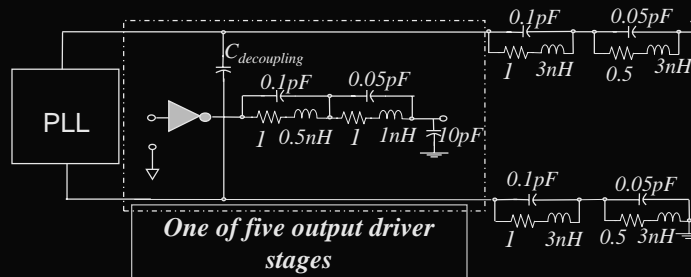 0.1pF 0.05pF
1 3nH 0.5 3nH
C_decoupling
0.1pF 0.05pF
PLL
1 0.5nH 1 1nH 10pF
0.1pF 0.05pF
1 3nH 0.5 3nH
One of five output driver
stages